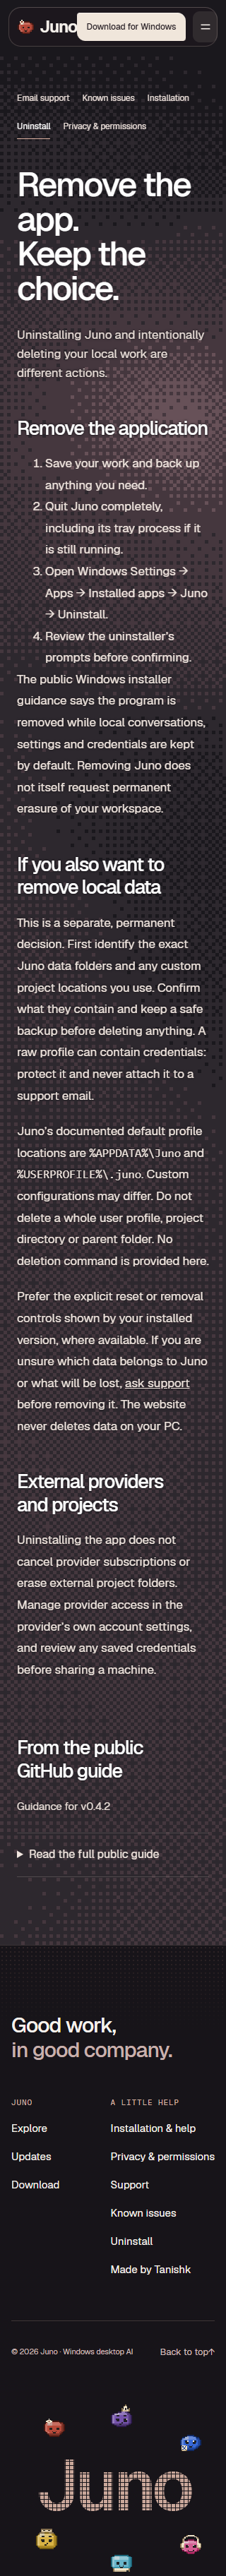 Juno
Download for Windows
Email support Known issues Installation
Uninstall Privacy & permissions
Remove the
app.
Keep the
choice.
Uninstalling Juno and intentionally
deleting your local work are
different actions.
Remove the application
1. Save your work and back up
anything you need.
2. Quit Juno completely,
including its tray process if it
is still running.
3. Open Windows Settings →
Apps → Installed apps → Juno
→ Uninstall.
4. Review the uninstaller's
prompts before confirming.
The public Windows installer
guidance says the program is
removed while local conversations,
settings and credentials are kept
by default. Removing Juno does
not itself request permanent
erasure of your workspace.
If you also want to
remove local data
This is a separate, permanent
decision. First identify the exact
Juno data folders and any custom
project locations you use. Confirm
what they contain and keep a safe
backup before deleting anything. A
raw profile can contain credentials:
protect it and never attach it to a
support email.
Juno's documented default profile
locations are %APPDATA%\Juno and
%USERPROFILE%\.juno. Custom
configurations may differ. Do not
delete a whole user profile, project
directory or parent folder. No
deletion command is provided here.
Prefer the explicit reset or removal
controls shown by your installed
version, where available. If you are
unsure which data belongs to Juno
or what will be lost, ask support
before removing it. The website
never deletes data on your PC.
External providers
and projects
Uninstalling the app does not
cancel provider subscriptions or
erase external project folders.
Manage provider access in the
provider's own account settings,
and review any saved credentials
before sharing a machine.
From the public
GitHub guide
Guidance for v0.4.2
▶ Read the full public guide
Good work,
in good company.
JUNO
Explore
Updates
Download
A LITTLE HELP
Installation & help
Privacy & permissions
Support
Known issues
Uninstall
Made by Tanishk
© 2026 Juno · Windows desktop AI
Back to top↑
Juno